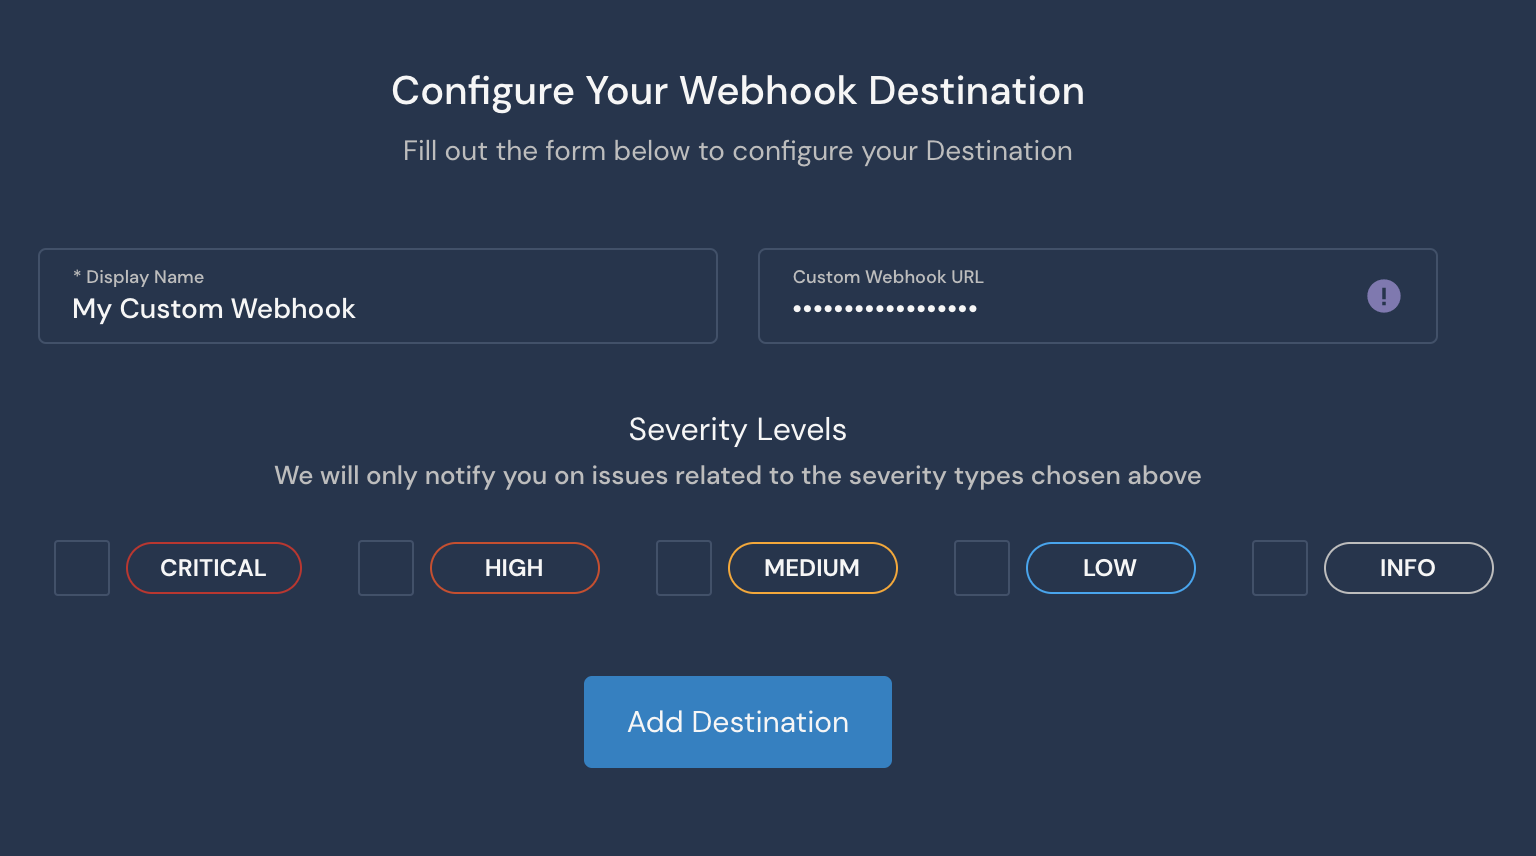 Configure Your Webhook Destination
Fill out the form below to configure your Destination
* Display Name
My Custom Webhook
Custom Webhook URL
••••••••••••••••••
!
Severity Levels
We will only notify you on issues related to the severity types chosen above
CRITICAL
HIGH
MEDIUM
LOW
INFO
Add Destination